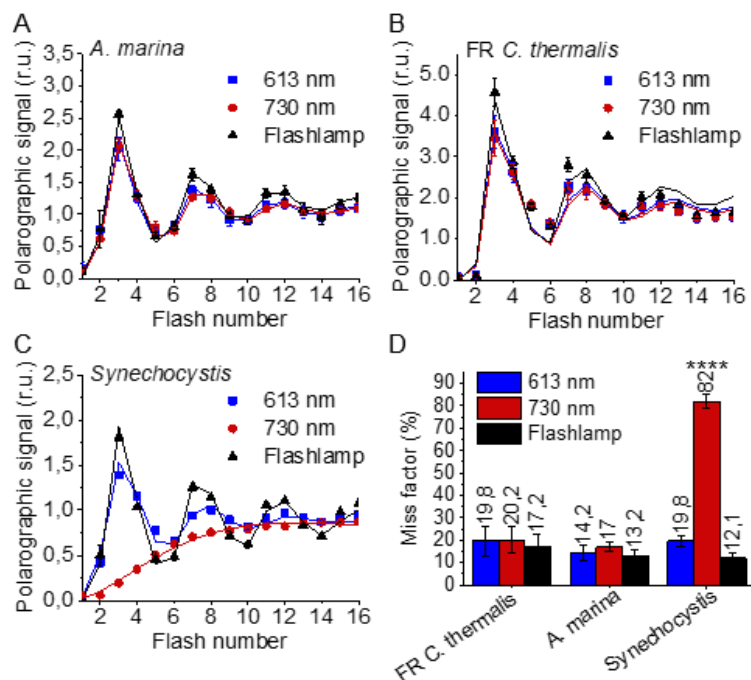 A
A. marina
3,5
3,0
2,5
2,0
1,5
1,0
0,5
0,0
Polarographic signal (r.u.)
613 nm
730 nm
Flashlamp
2 4 6 8 10 12 14 16
Flash number
B
FR C. thermalis
5.0
4.0
3.0
2.0
1.0
0.0
Polarographic signal (r.u.)
613 nm
730 nm
Flashlamp
2 4 6 8 10 12 14 16
Flash number
C
Synechocystis
2,5
2,0
1,5
1,0
0,5
0,0
Polarographic signal (r.u.)
613 nm
730 nm
Flashlamp
2 4 6 8 10 12 14 16
Flash number
D
90
80
70
60
50
40
30
20
10
0
Miss factor (%)
613 nm
730 nm
Flashlamp
****
19,8 20,2 17,2 14,2 17 13,2 19,8 82 12,1
FR C. thermalis
A. marina
Synechocystis